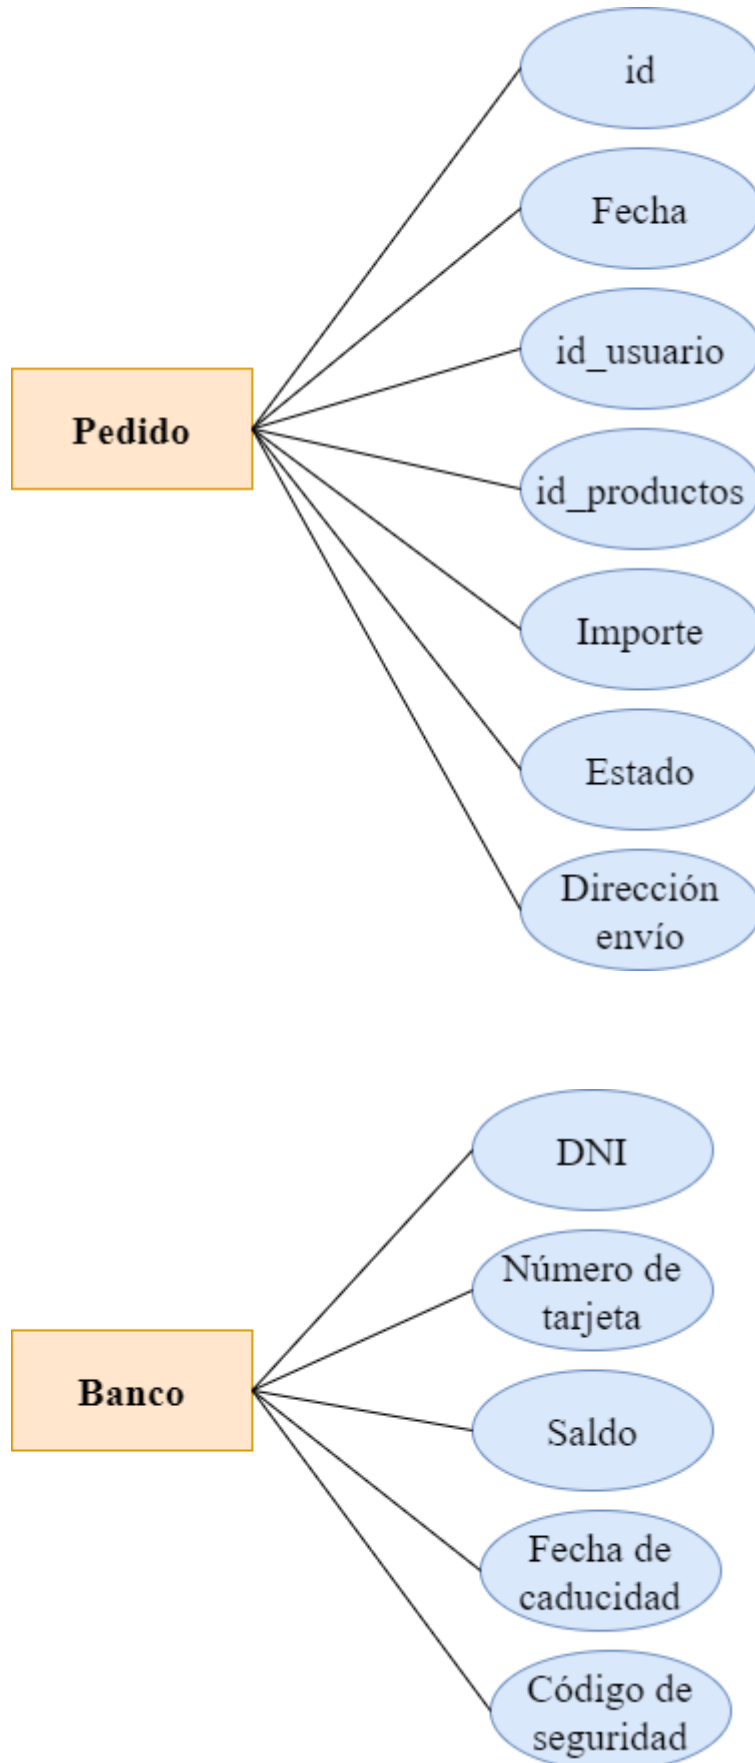 id
Fecha
id_usuario
Pedido
id_productos
Importe
Estado
Dirección
envío
DNI
Número de
tarjeta
Banco
Saldo
Fecha de
caducidad
Código de
seguridad